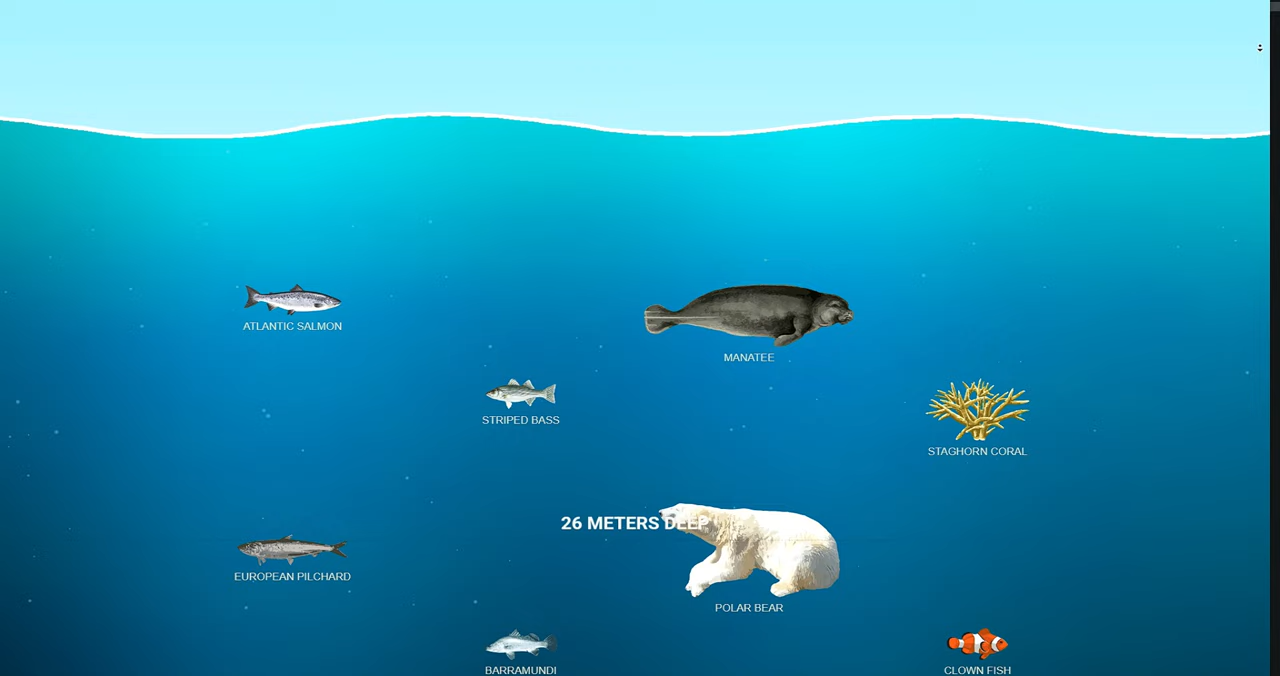 ATLANTIC SALMON
MANATEE
STRIPED BASS
STAGHORN CORAL
26 METERS DEEP
EUROPEAN PILCHARD
POLAR BEAR
BARRAMUNDI
CLOWN FISH